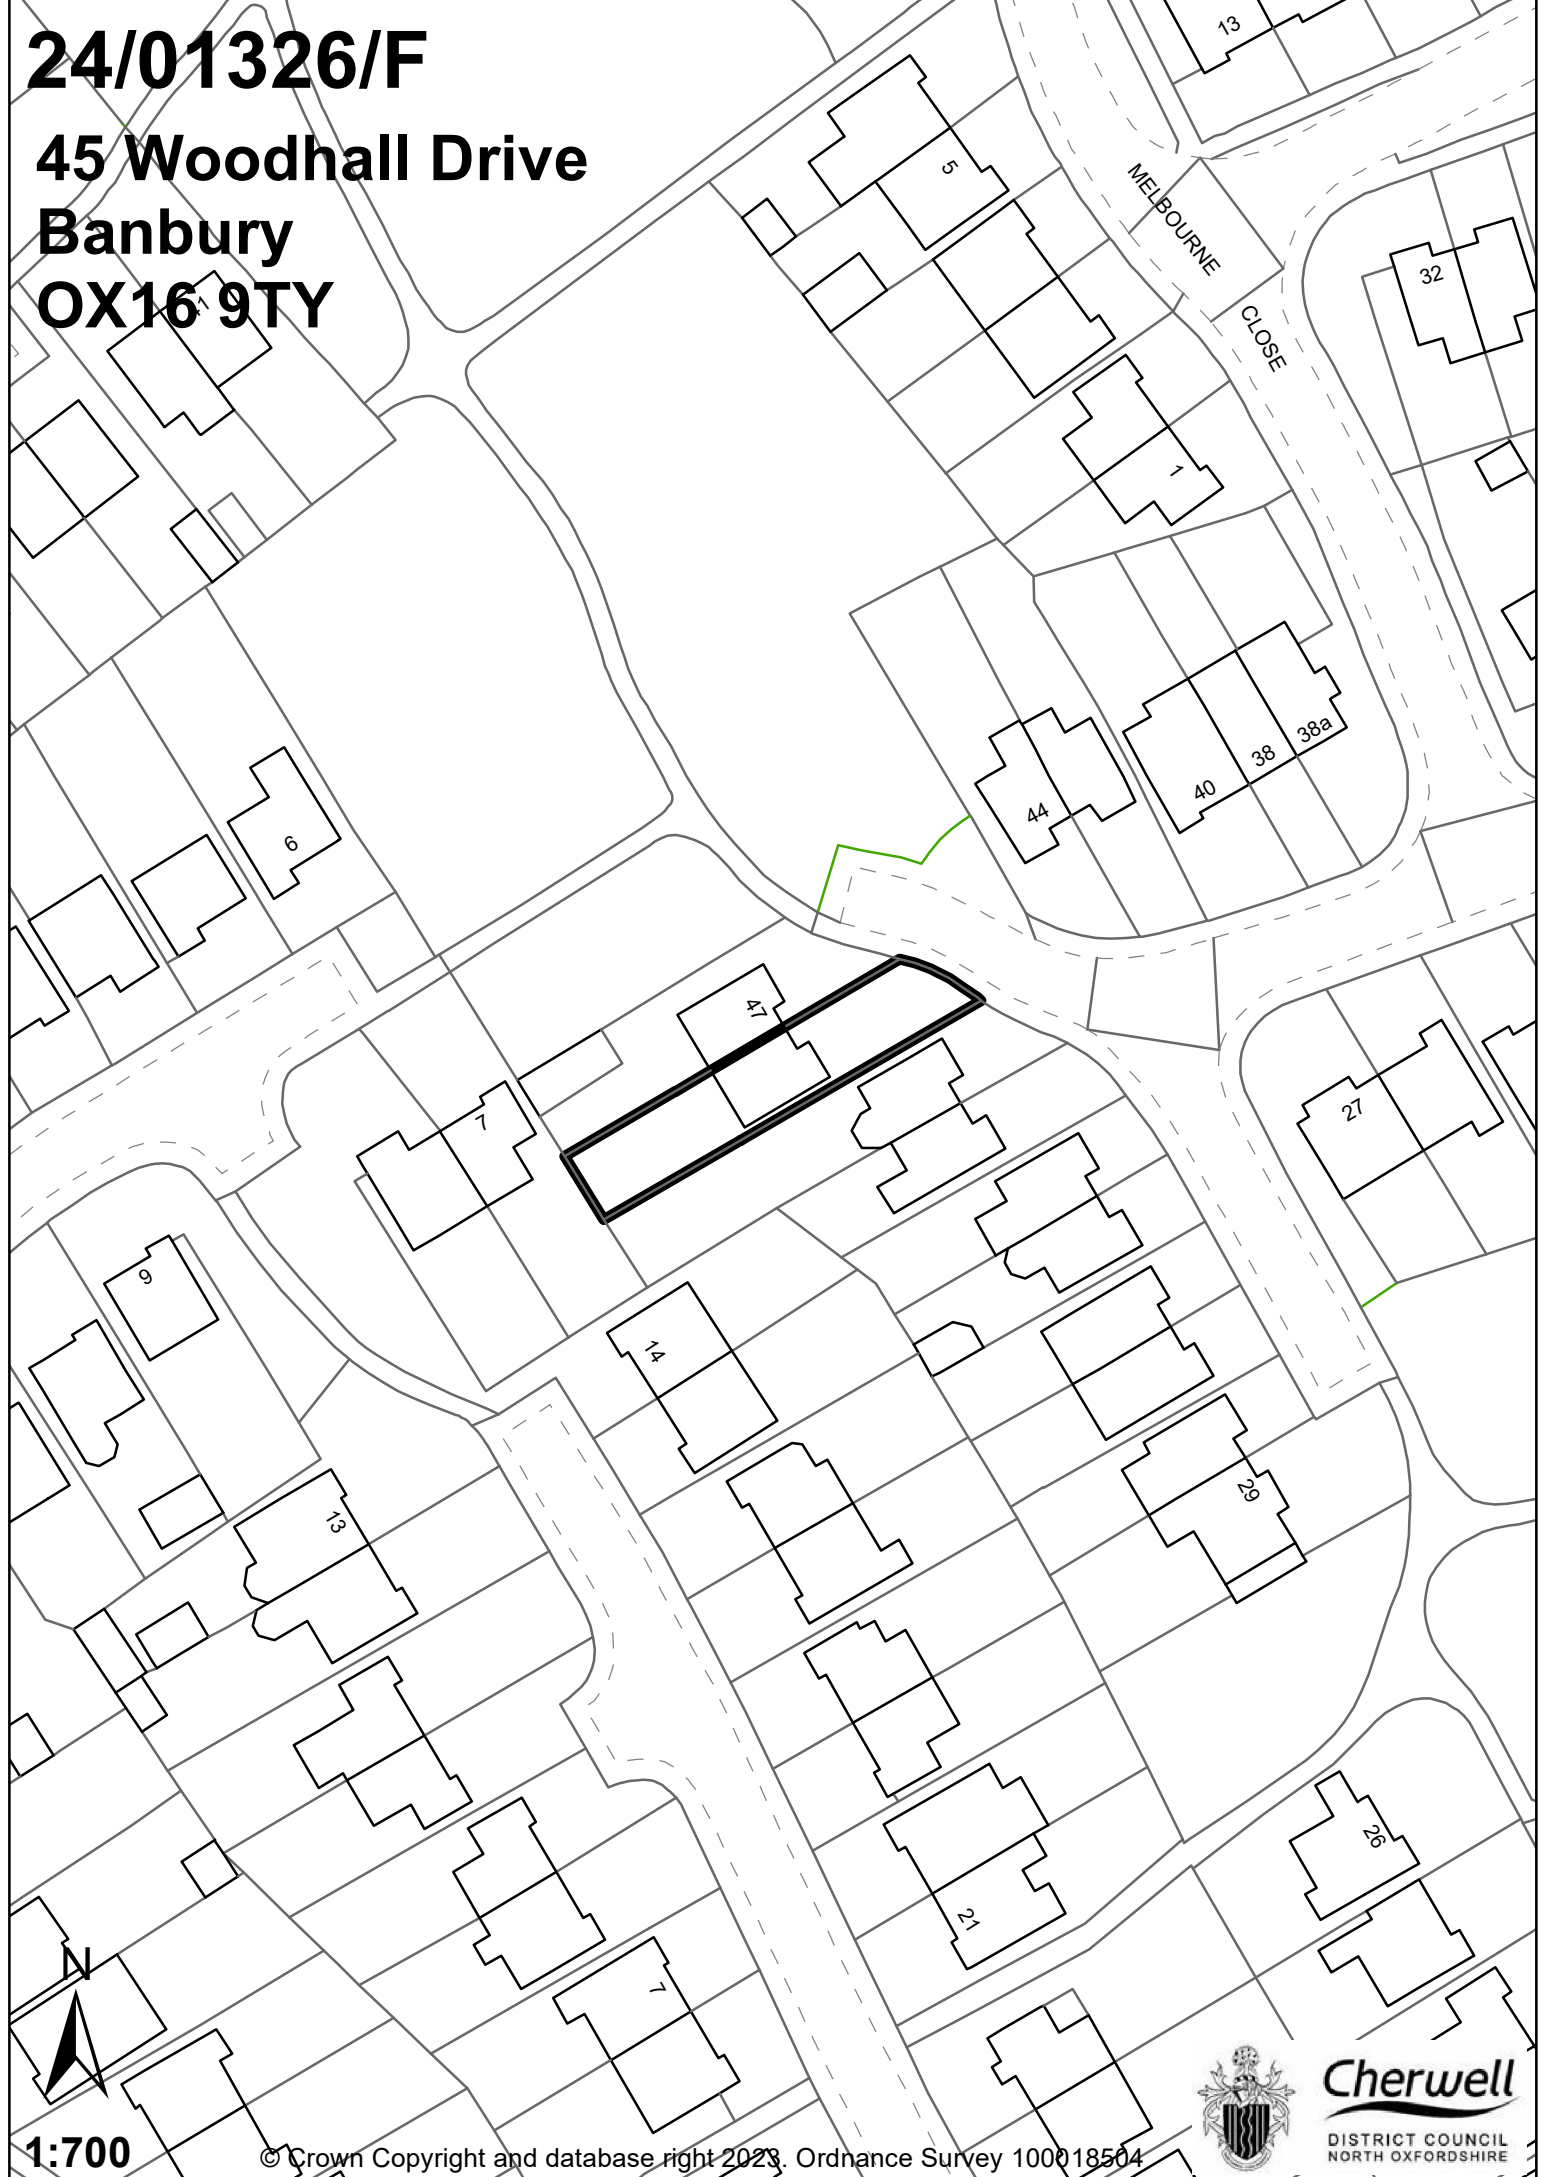 24/01326/F
45 Woodhall Drive
Banbury
OX16 9TY
13
5
MELBOURNE
CLOSE
32
1
38a
38
40
44
6
47
7
27
9
14
29
13
26
21
7
N
1:700
© Crown Copyright and database right 2023. Ordnance Survey 100018504
Cherwell
DISTRICT COUNCIL
NORTH OXFORDSHIRE